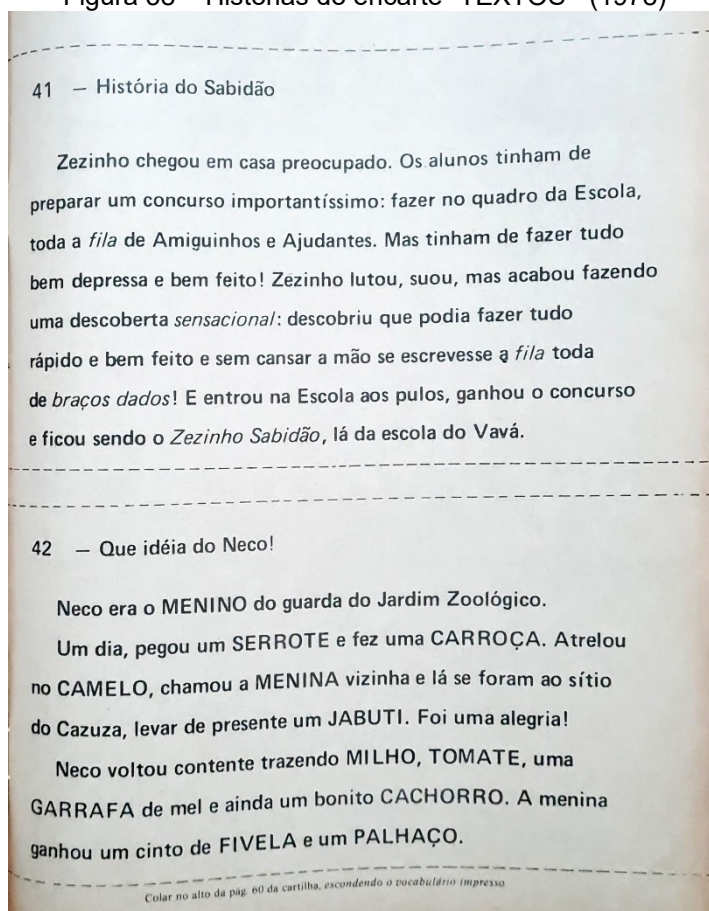 Figura 38 – Histórias do encarte "TEXTOS" (1978)
41 — História do Sabidão
Zezinho chegou em casa preocupado. Os alunos tinham de
preparar um concurso importantíssimo: fazer no quadro da Escola,
toda a fila de Amiguinhos e Ajudantes. Mas tinham de fazer tudo
bem depressa e bem feito! Zezinho lutou, suou, mas acabou fazendo
uma descoberta sensacional: descobriu que podia fazer tudo
rápido e bem feito e sem cansar a mão se escrevesse a fila toda
de braços dados! E entrou na Escola aos pulos, ganhou o concurso
e ficou sendo o Zezinho Sabidão, lá da escola do Vavá.
42 — Que idéia do Neco!
Neco era o MENINO do guarda do Jardim Zoológico.
Um dia, pegou um SERROTE e fez uma CARROÇA. Atrelou
no CAMELO, chamou a MENINA vizinha e lá se foram ao sítio
do Cazuza, levar de presente um JABUTI. Foi uma alegria!
Neco voltou contente trazendo MILHO, TOMATE, uma
GARRAFA de mel e ainda um bonito CACHORRO. A menina
ganhou um cinto de FIVELA e um PALHAÇO.
Colar no alto da pág. 60 da cartilha, escondendo o vocabulário impresso